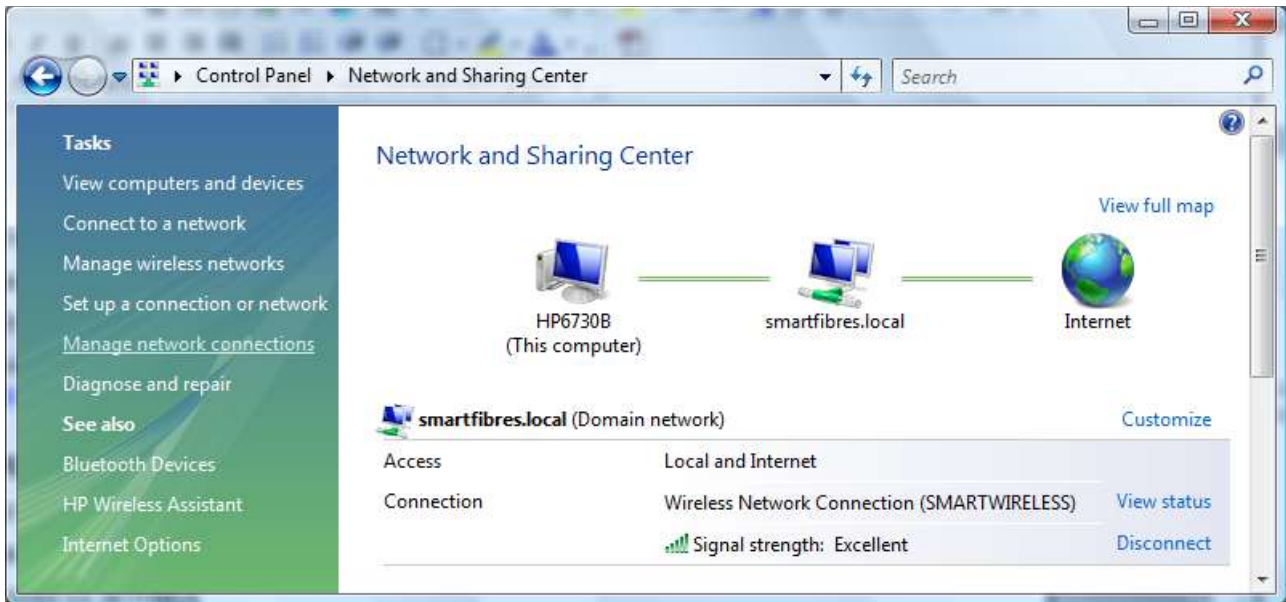 Control Panel Network and Sharing Center
Search
Tasks
View computers and devices
Connect to a network
Manage wireless networks
Set up a connection or network
Manage network connections
Diagnose and repair
See also
Bluetooth Devices
HP Wireless Assistant
Internet Options
Network and Sharing Center
View full map
HP6730B
(This computer)
smartfibres.local
Internet
smartfibres.local (Domain network) Customize
Access Local and Internet
Connection Wireless Network Connection (SMARTWIRELESS) View status
Signal strength: Excellent Disconnect